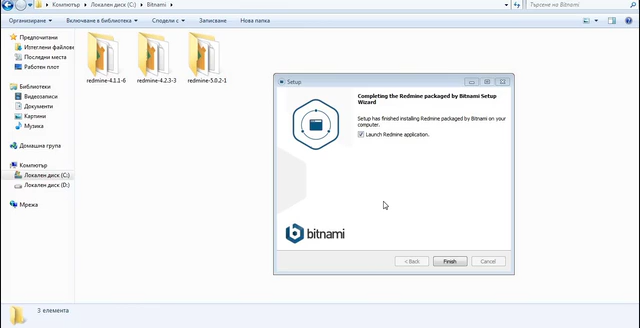 Компютър ▸ Локален диск (C:) ▸ Bitnami ▸
Търсене на Bitnami
Организиране
Включване в библиотека
Сподели с
Записване
Нова папка
Предпочитани
Изтеглени файлове
Последни места
Работен плот
Библиотеки
Видеозаписи
Документи
Картини
Музика
Домашна група
Компютър
Локален диск (C:)
Локален диск (D:)
Мрежа
redmine-4.1.1-6
redmine-4.2.3-3
redmine-5.0.2-1
Setup
Completing the Redmine packaged by Bitnami Setup
Wizard
Setup has finished installing Redmine packaged by Bitnami on your
computer.
Launch Redmine application.
bitnami
< Back
Finish
Cancel
3 елемента